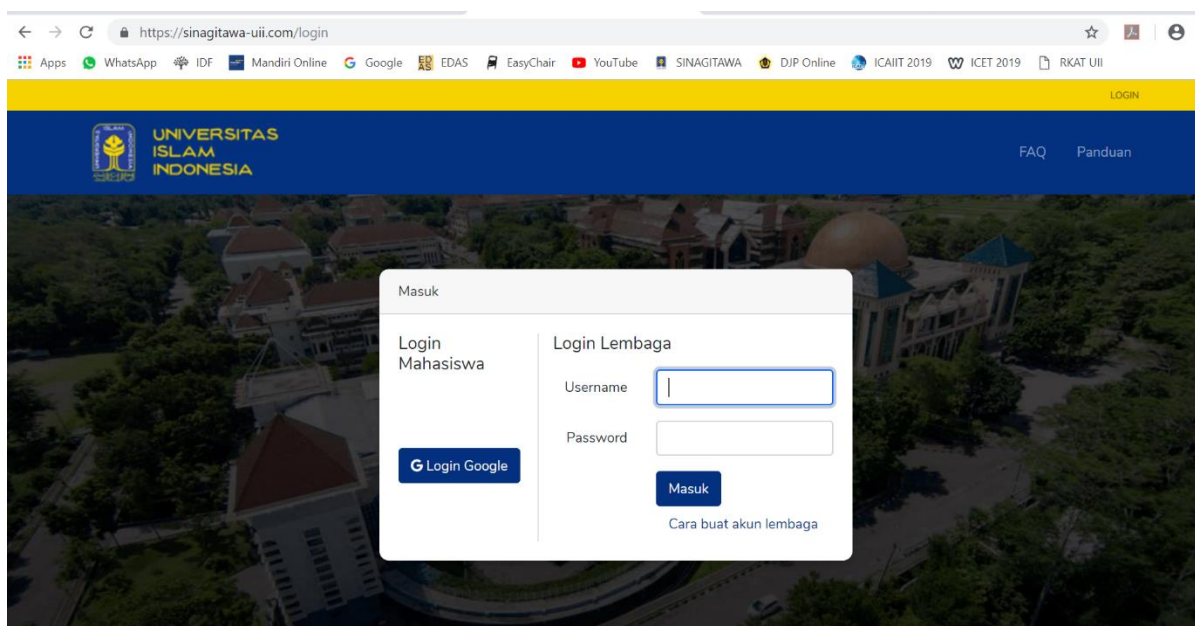 https://sinagitawa-uii.com/login
Apps WhatsApp IDF Mandiri Online Google EDAS EasyChair YouTube SINAGITAWA DJP Online ICAIIT 2019 ICET 2019 RKAT UII
LOGIN
UNIVERSITAS
ISLAM
INDONESIA
FAQ Panduan
Masuk
Login
Mahasiswa
G Login Google
Login Lembaga
Username
Password
Masuk
Cara buat akun lembaga